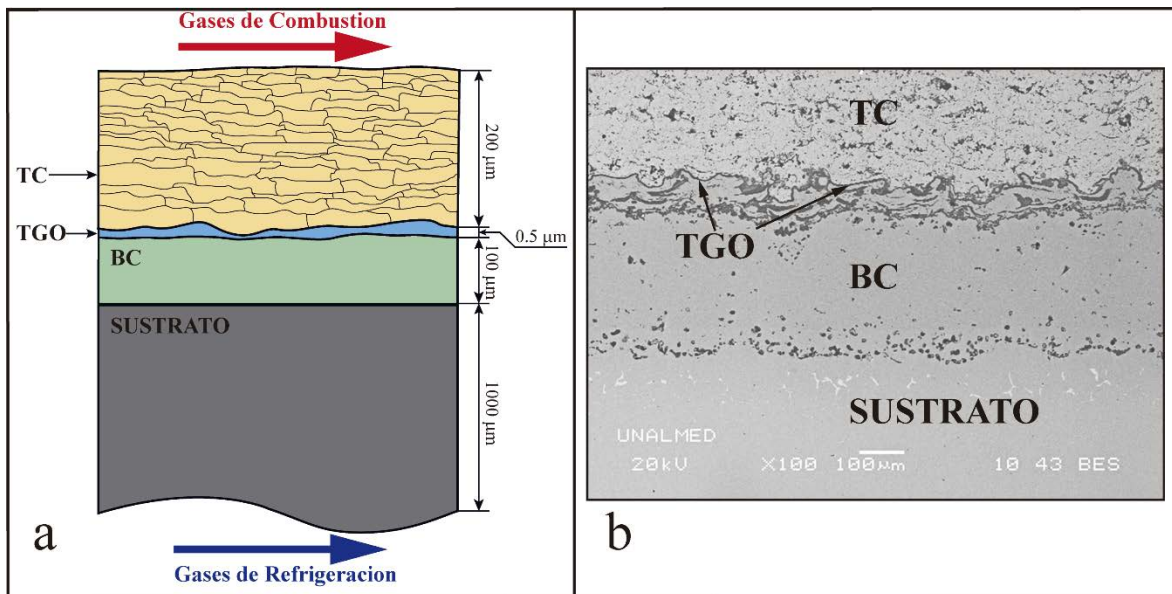 Gases de Combustion
TC
TGO
BC
SUSTRATO
200 μm
0.5 μm
100 μm
1000 μm
a
Gases de Refrigeracion
TC
TGO
BC
SUSTRATO
UNALMED
20kV X100 100μm 10 43 BES
b